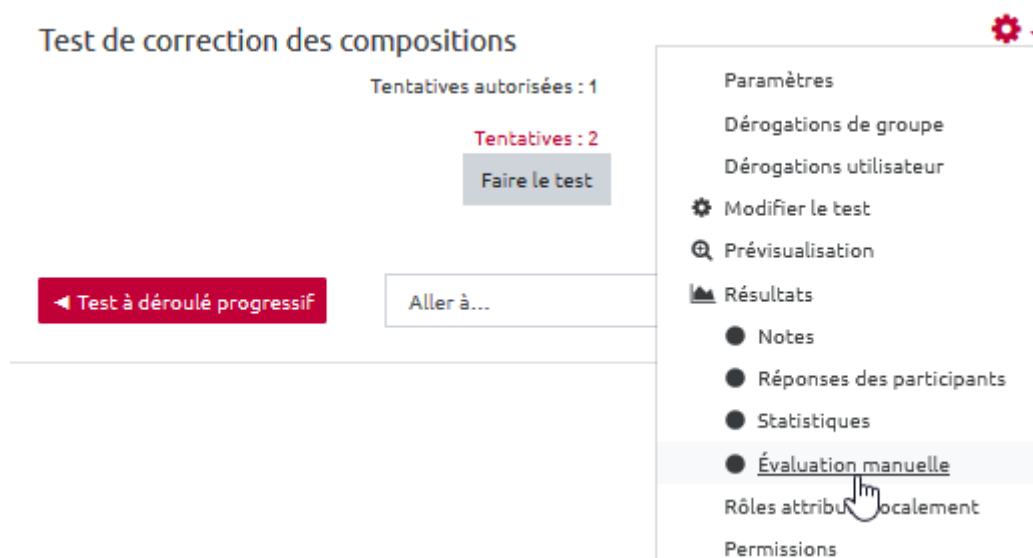 Test de correction des compositions
Tentatives autorisées : 1
Tentatives : 2
Faire le test
◄ Test à déroulé progressif
Aller à...
Paramètres
Dérogations de groupe
Dérogations utilisateur
Modifier le test
Prévisualisation
Résultats
Notes
Réponses des participants
Statistiques
Évaluation manuelle
Rôles ocalement
Permissions